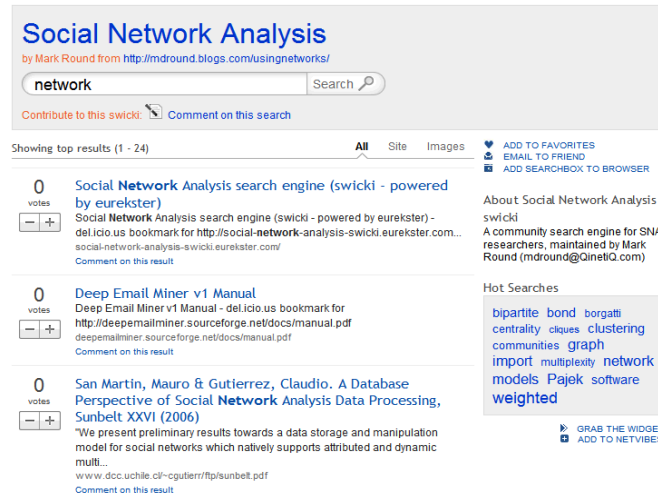 Social Network Analysis
by Mark Round from http://mdround.blogs.com/usingnetworks/
network
Search
Contribute to this swicki: Comment on this search
Showing top results (1 - 24)
All Site Images
0
votes
Social Network Analysis search engine (swicki - powered
by eurekster)
Social Network Analysis search engine (swicki - powered by eurekster) -
del.icio.us bookmark for http://social-network-analysis-swicki.eurekster.com...
social-network-analysis-swicki.eurekster.com/
Comment on this result
0
votes
Deep Email Miner v1 Manual
Deep Email Miner v1 Manual - del.icio.us bookmark for
http://deepemailminer.sourceforge.net/docs/manual.pdf
deepemailminer.sourceforge.net/docs/manual.pdf
Comment on this result
0
votes
San Martin, Mauro & Gutierrez, Claudio. A Database
Perspective of Social Network Analysis Data Processing,
Sunbelt XXVI (2006)
"We present preliminary results towards a data storage and manipulation
model for social networks which natively supports attributed and dynamic
multi...
www.dcc.uchile.cl/~cgutierr/ftp/sunbelt.pdf
Comment on this result
ADD TO FAVORITES
EMAIL TO FRIEND
ADD SEARCHBOX TO BROWSER
About Social Network Analysis
swicki
A community search engine for SNA
researchers, maintained by Mark
Round (mdround@QinetiQ.com)
Hot Searches
bipartite bond borgatti
centrality cliques clustering
communities graph
import multiplexity network
models Pajek software
weighted
GRAB THE WIDGE
ADD TO NETVIBES